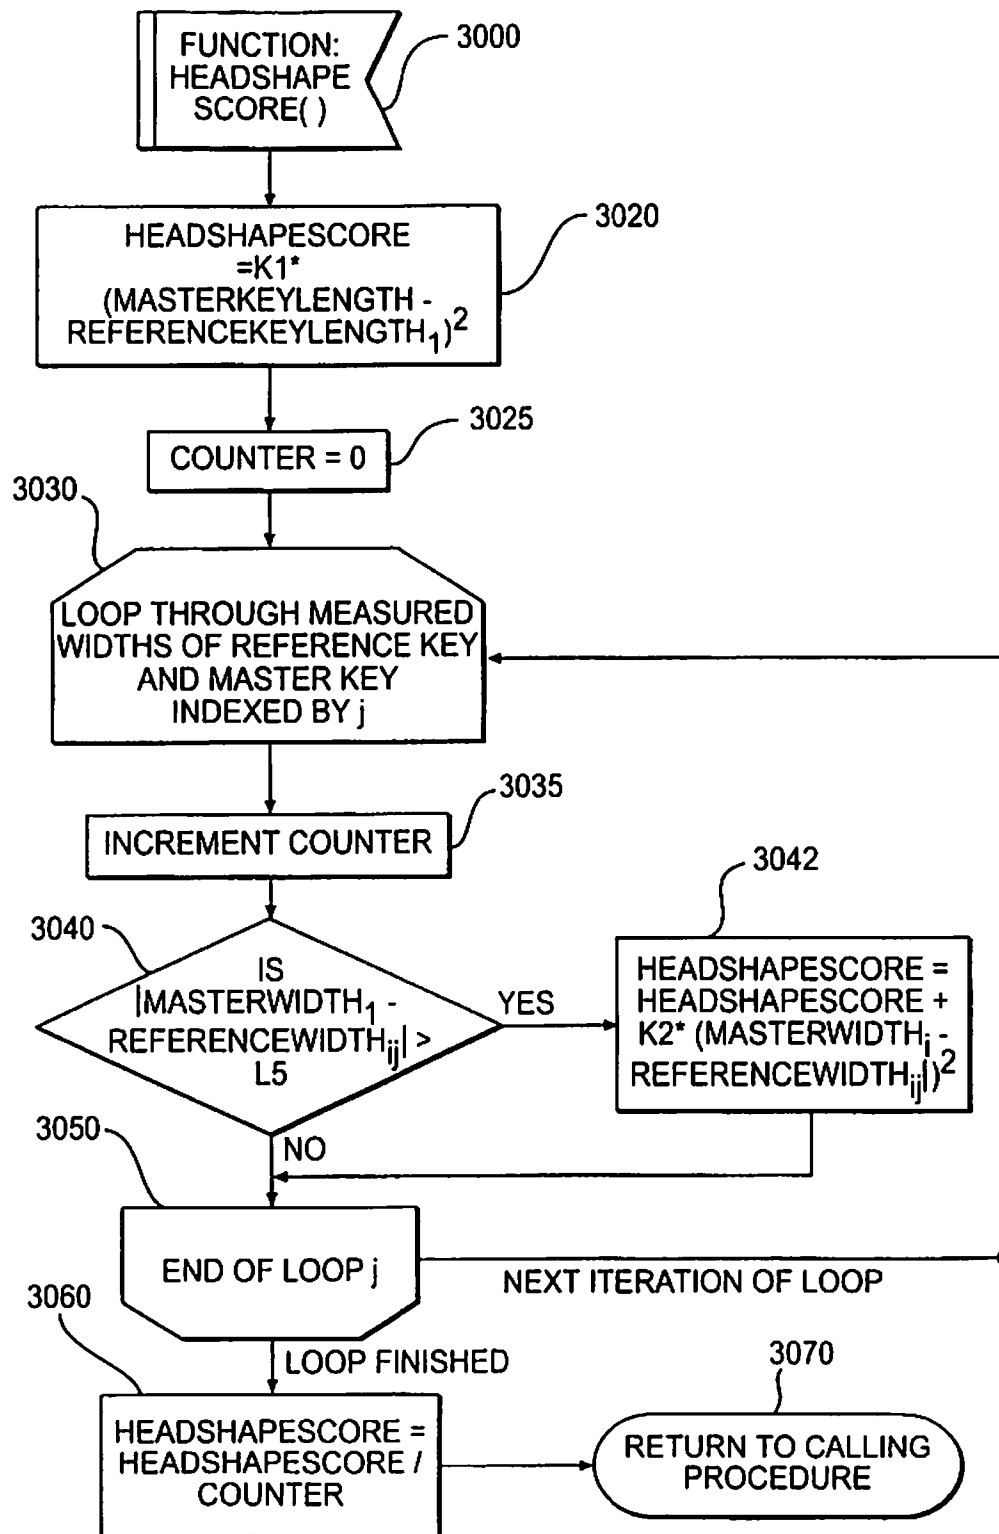 FUNCTION:
HEADSHAPE
SCORE( )
3000
HEADSHAPESCORE
=K1*
(MASTERKEYLENGTH -
REFERENCEKEYLENGTH₁)²
3020
COUNTER = 0
3025
3030
LOOP THROUGH MEASURED
WIDTHS OF REFERENCE KEY
AND MASTER KEY
INDEXED BY j
INCREMENT COUNTER
3035
3040
IS
|MASTERWIDTH₁ -
REFERENCEWIDTHᵢⱼ| >
L5
YES
3042
HEADSHAPESCORE =
HEADSHAPESCORE +
K2* (MASTERWIDTHᵢ -
REFERENCEWIDTHᵢⱼ|)²
NO
3050
END OF LOOP j
NEXT ITERATION OF LOOP
LOOP FINISHED
3060
HEADSHAPESCORE =
HEADSHAPESCORE /
COUNTER
3070
RETURN TO CALLING
PROCEDURE